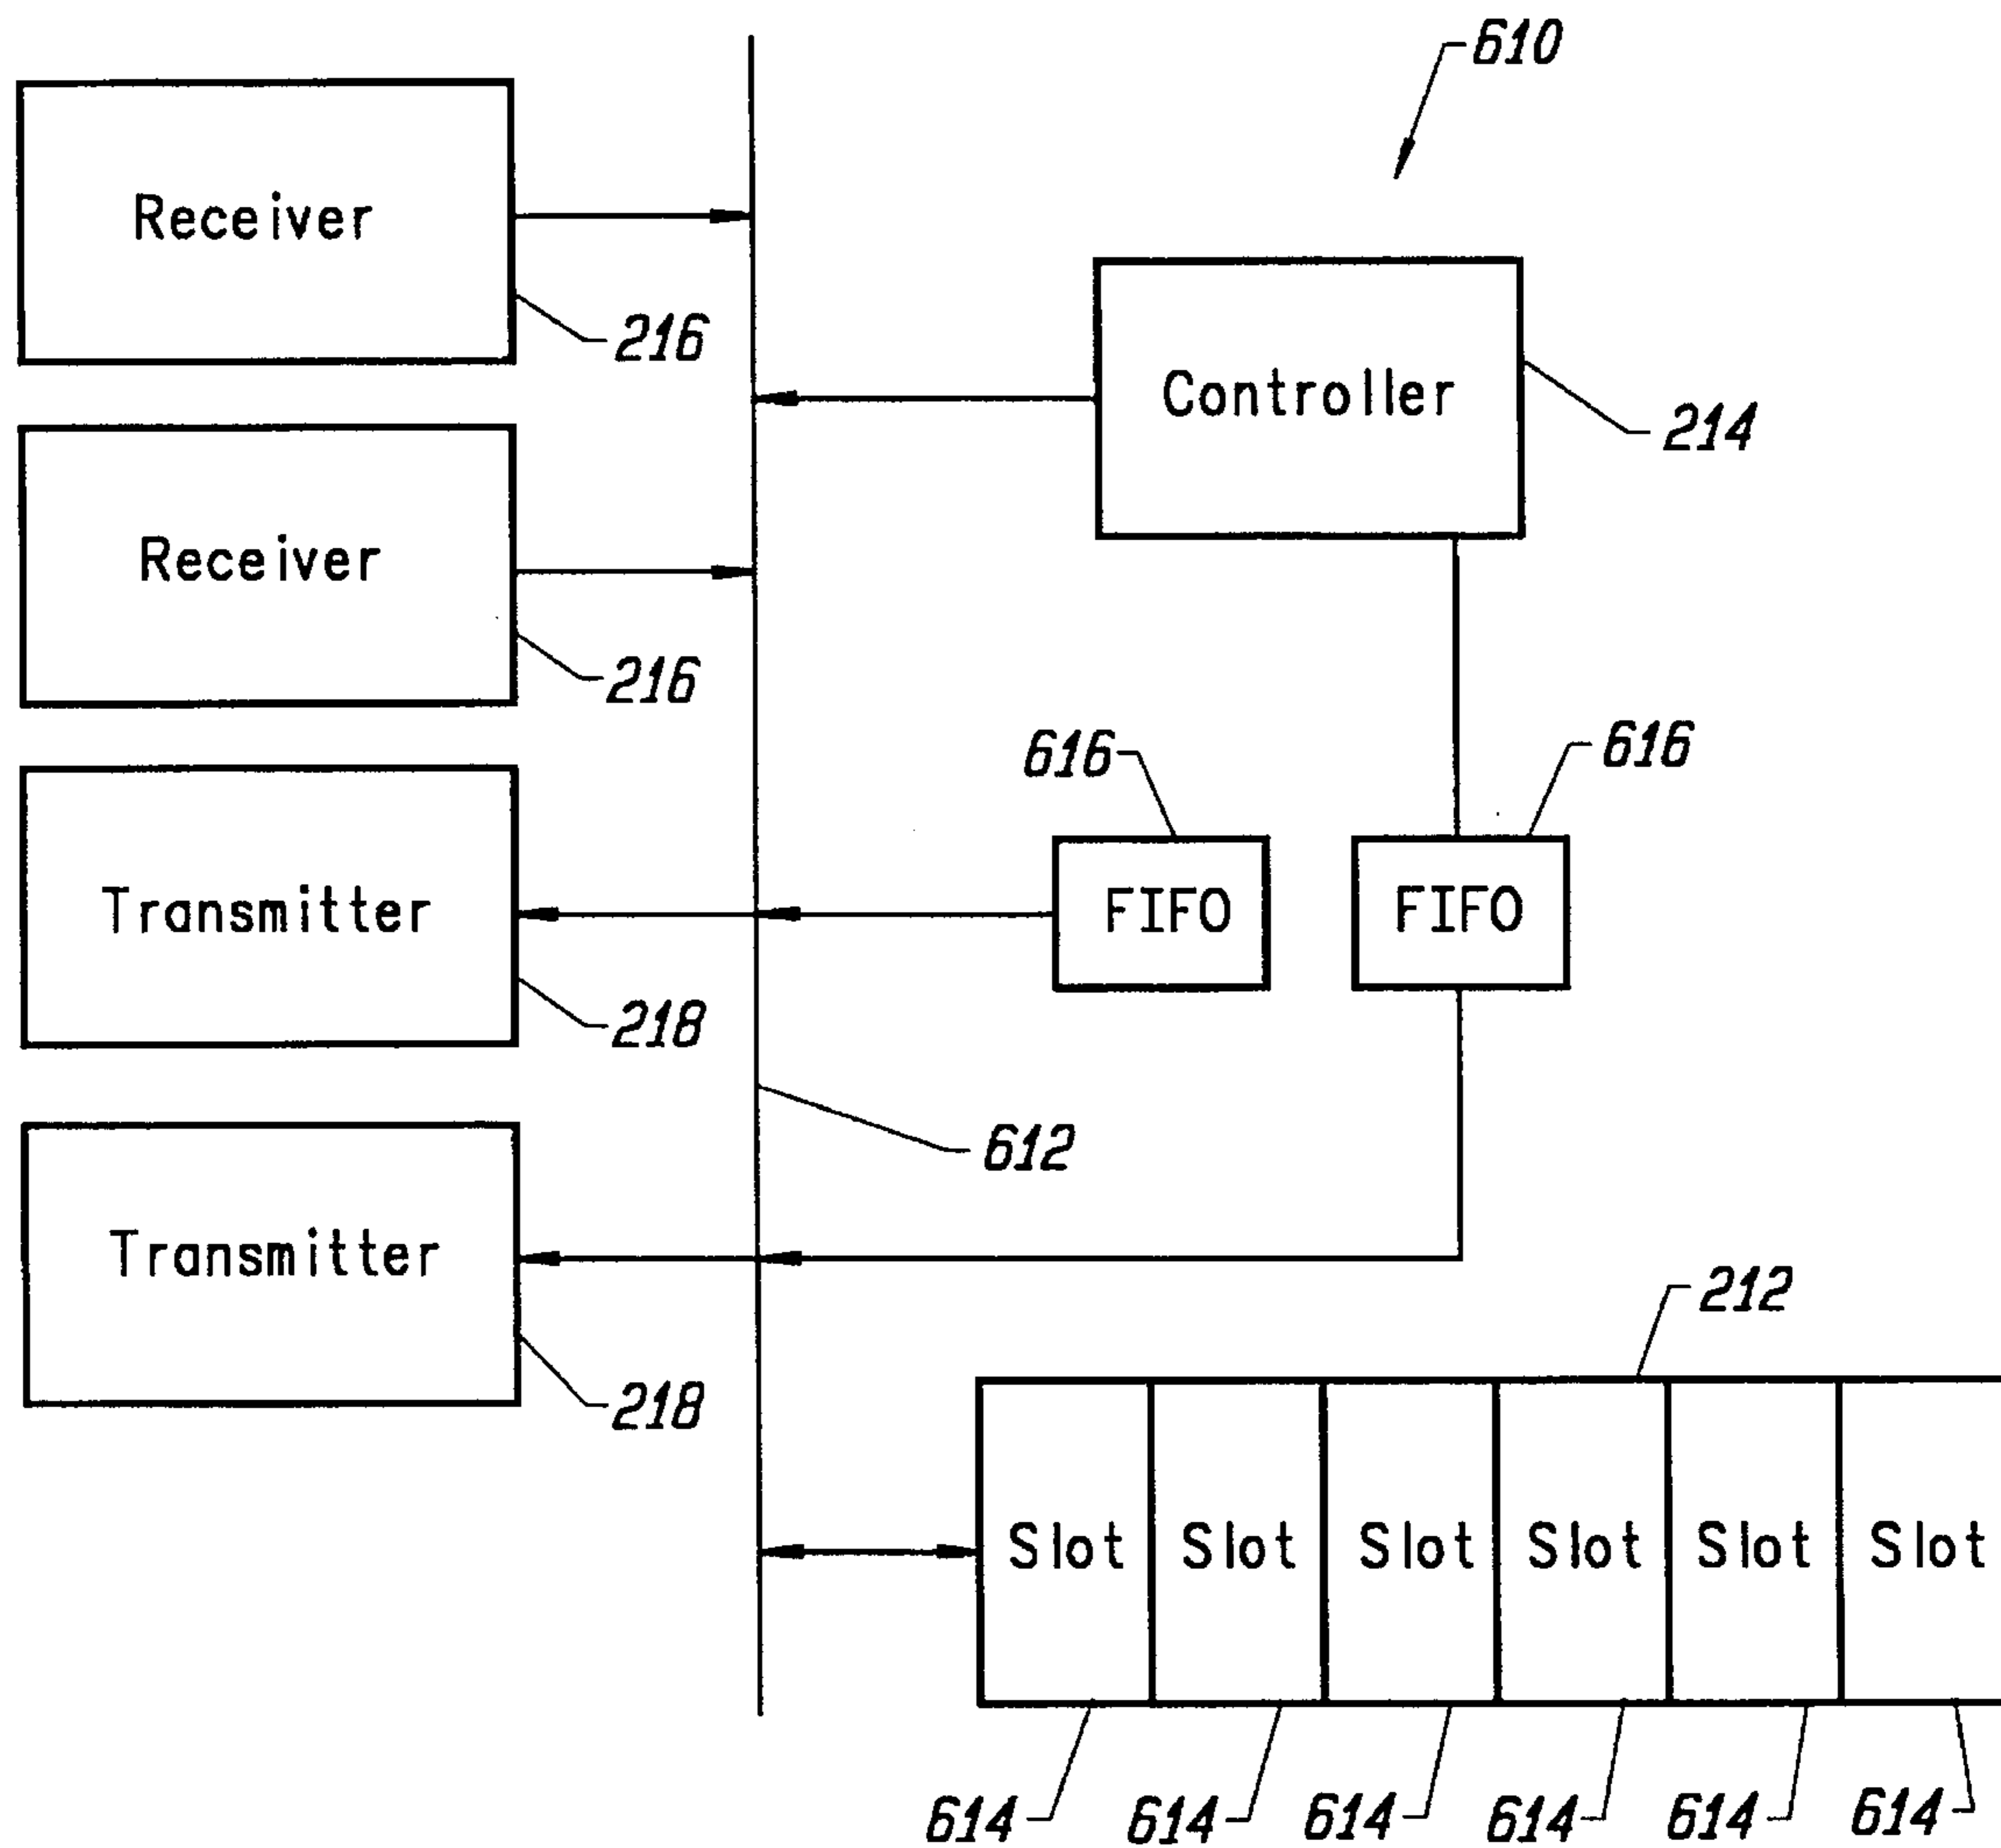 610
Receiver
216
Controller
214
Receiver
216
616
616
Transmitter
FIFO
FIFO
218
612
Transmitter
212
218
Slot Slot Slot Slot Slot Slot
614 614 614 614 614 614